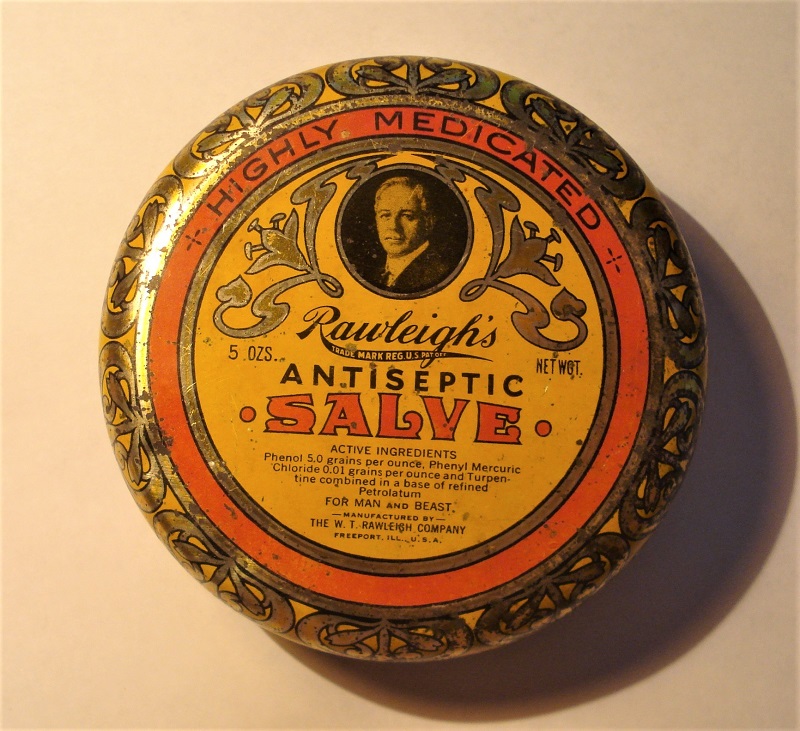 HIGHLY MEDICATED
Rawleigh's
TRADE MARK REG. U.S. PAT. OFF.
5 OZS. NET WGT.
ANTISEPTIC
• SALVE •
ACTIVE INGREDIENTS
Phenol 5.0 grains per ounce, Phenyl Mercuric
Chloride 0.01 grains per ounce and Turpen-
tine combined in a base of refined
Petrolatum
FOR MAN AND BEAST.
—MANUFACTURED BY—
THE W. T. RAWLEIGH COMPANY
FREEPORT, ILL., U.S.A.